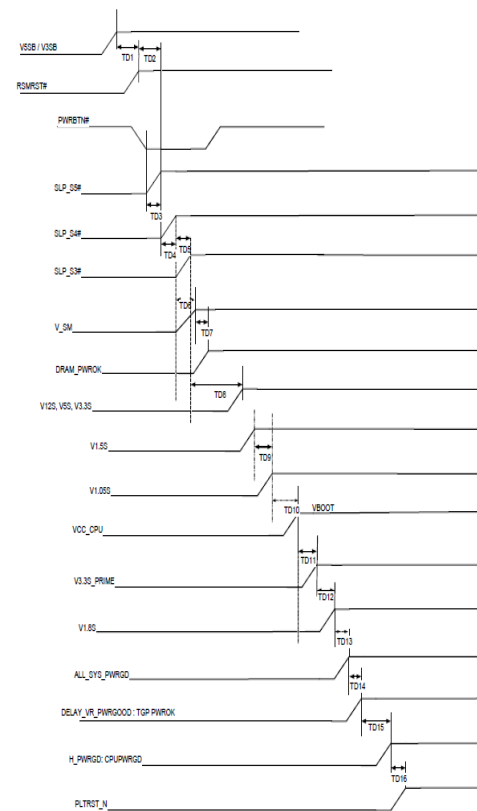 V5SB / V3SB
TD1
TD2
RSMRST#
PWRBTN#
SLP_S5#
TD3
SLP_S4#
TD4
TD5
SLP_S3#
TD6
V_SM
TD7
DRAM_PWROK
TD8
V12S, V5S, V3.3S
V1.5S
TD9
V1.05S
TD10
VBOOT
VCC_CPU
TD11
V3.3S_PRIME
TD12
V1.8S
TD13
ALL_SYS_PWRGD
TD14
DELAY_VR_PWRGOOD : TGP PWROK
TD15
H_PWRGD: CPUPWRGD
TD16
PLTRST_N